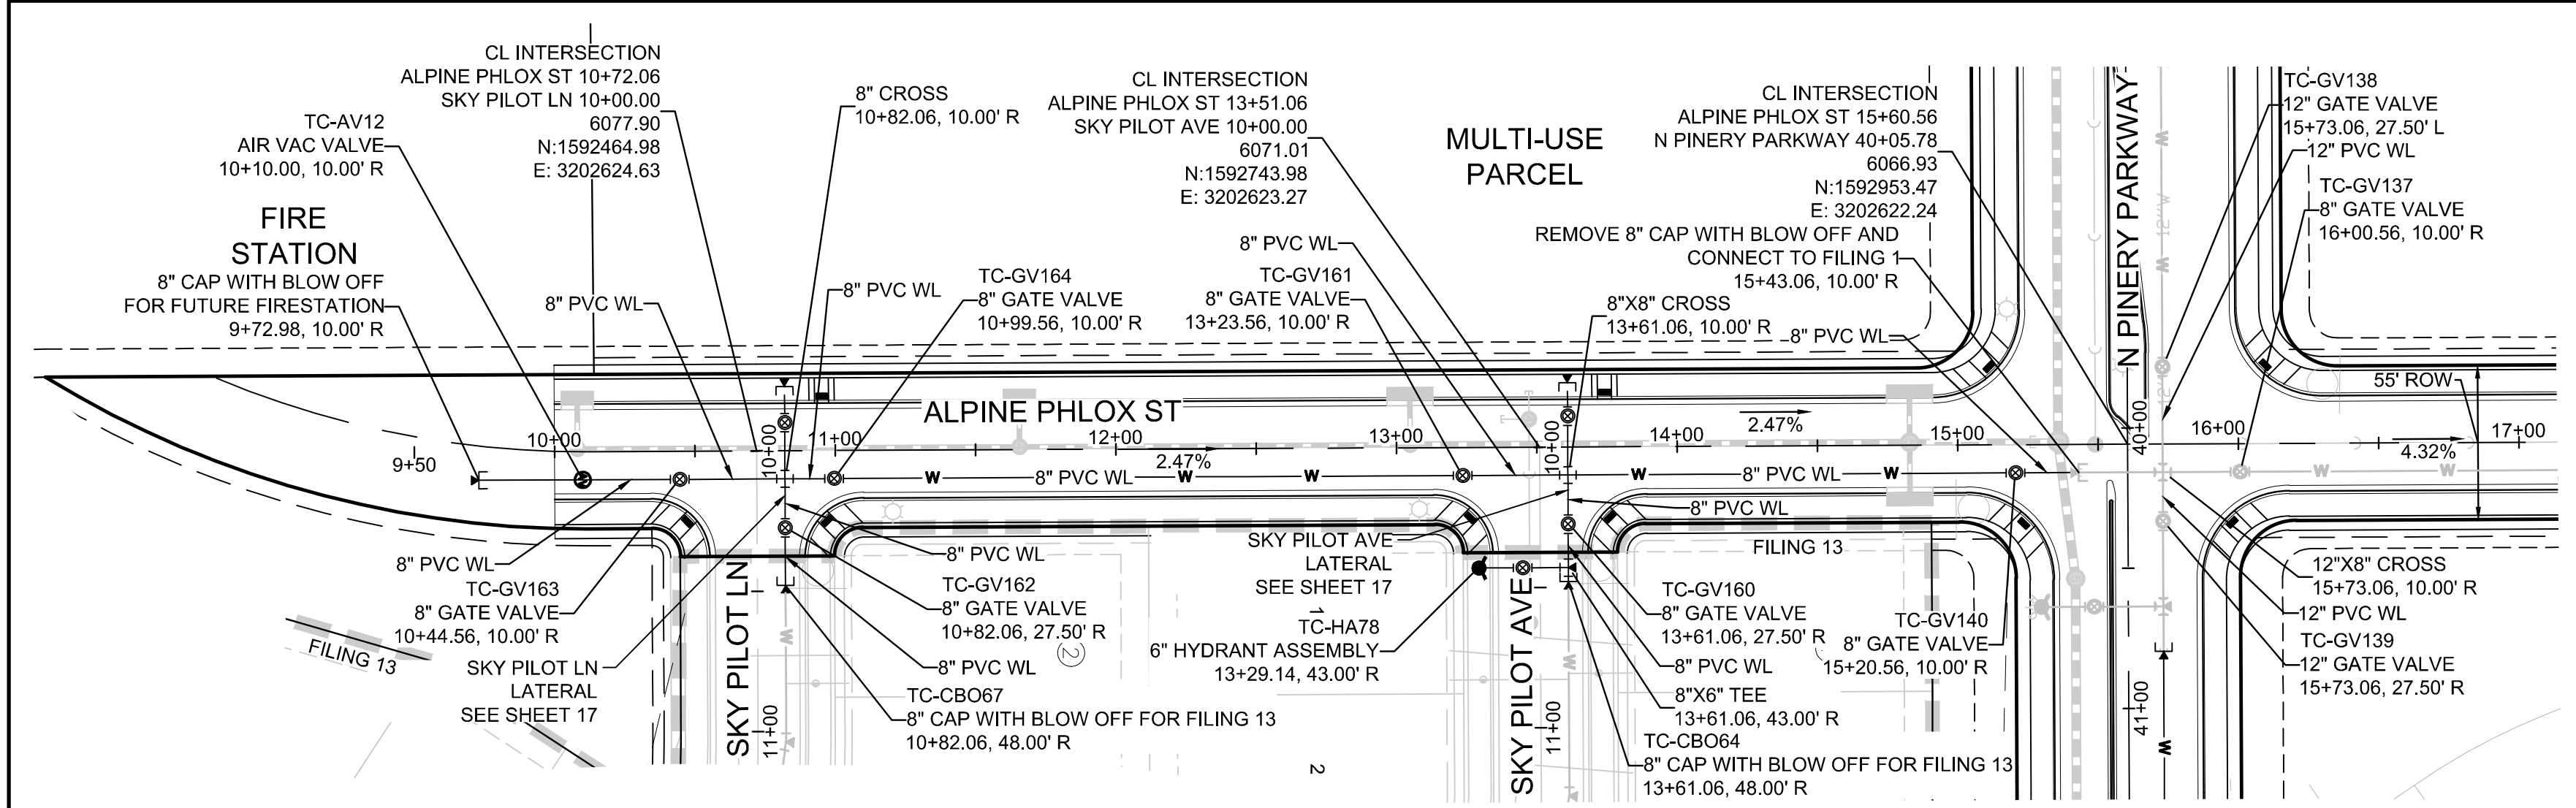 CL INTERSECTION
ALPINE PHLOX ST 10+72.06
SKY PILOT LN 10+00.00
6077.90
N:1592464.98
E: 3202624.63
TC-AV12
AIR VAC VALVE
10+10.00, 10.00' R
8" CROSS
10+82.06, 10.00' R
CL INTERSECTION
ALPINE PHLOX ST 13+51.06
SKY PILOT AVE 10+00.00
6071.01
N:1592743.98
E: 3202623.27
MULTI-USE
PARCEL
CL INTERSECTION
ALPINE PHLOX ST 15+60.56
N PINERY PARKWAY 40+05.78
6066.93
N:1592953.47
E: 3202622.24
REMOVE 8" CAP WITH BLOW OFF AND
CONNECT TO FILING 1
15+43.06, 10.00' R
N PINERY PARKWAY
TC-GV138
12" GATE VALVE
15+73.06, 27.50' L
12" PVC WL
TC-GV137
8" GATE VALVE
16+00.56, 10.00' R
W
12"W
W
12"W
FIRE
STATION
8" CAP WITH BLOW OFF
FOR FUTURE FIRESTATION
9+72.98, 10.00' R
8" PVC WL
8" PVC WL
TC-GV164
8" GATE VALVE
10+99.56, 10.00' R
8" PVC WL
TC-GV161
8" GATE VALVE
13+23.56, 10.00' R
8"X8" CROSS
13+61.06, 10.00' R
8" PVC WL
55' ROW
ALPINE PHLOX ST
9+50
10+00
10+00
11+00
12+00
2.47%
13+00
10+00
14+00
2.47%
15+00
40+00
16+00
4.32%
17+00
W
8" PVC WL
W
W
W
8" PVC WL
W
W
W
8" PVC WL
TC-GV163
8" GATE VALVE
10+44.56, 10.00' R
FILING 13
SKY PILOT LN
LATERAL
SEE SHEET 17
SKY PILOT LN
11+00
W
8" PVC WL
TC-GV162
8" GATE VALVE
10+82.06, 27.50' R
2
8" PVC WL
TC-CBO67
8" CAP WITH BLOW OFF FOR FILING 13
10+82.06, 48.00' R
SKY PILOT AVE
LATERAL
SEE SHEET 17
1
TC-HA78
6" HYDRANT ASSEMBLY
13+29.14, 43.00' R
2
SKY PILOT AVE
11+00
W
8" PVC WL
FILING 13
TC-GV160
8" GATE VALVE
13+61.06, 27.50' R
8" PVC WL
8"X6" TEE
13+61.06, 43.00' R
TC-CBO64
8" CAP WITH BLOW OFF FOR FILING 13
13+61.06, 48.00' R
TC-GV140
8" GATE VALVE
15+20.56, 10.00' R
41+00
W
12"X8" CROSS
15+73.06, 10.00' R
12" PVC WL
TC-GV139
12" GATE VALVE
15+73.06, 27.50' R